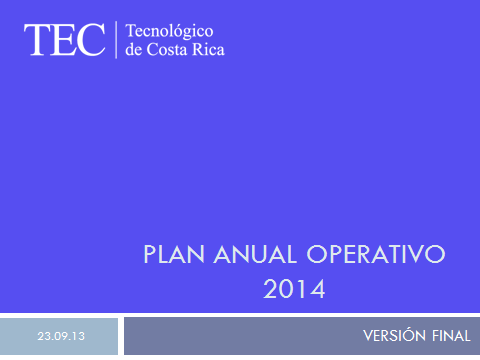 TEC
Tecnológico
de Costa Rica
PLAN ANUAL OPERATIVO
2014
23.09.13
VERSIÓN FINAL